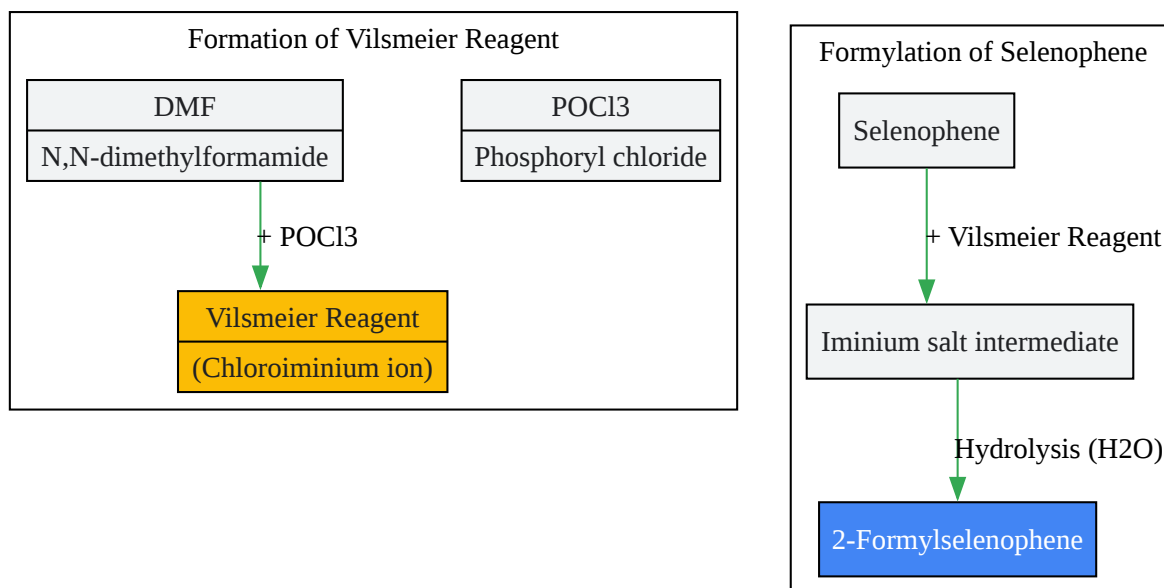 Formation of Vilsmeier Reagent
DMF
N,N-dimethylformamide
POCl3
Phosphoryl chloride
+ POCl3
Vilsmeier Reagent
(Chloroiminium ion)
Formylation of Selenophene
Selenophene
+ Vilsmeier Reagent
Iminium salt intermediate
Hydrolysis (H2O)
2-Formylselenophene